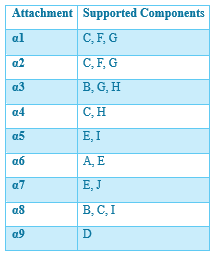 Attachment Supported Components
α1 C, F, G
α2 C, F, G
α3 B, G, H
α4 C, H
α5 E, I
α6 A, E
α7 E, J
α8 B, C, I
α9 D